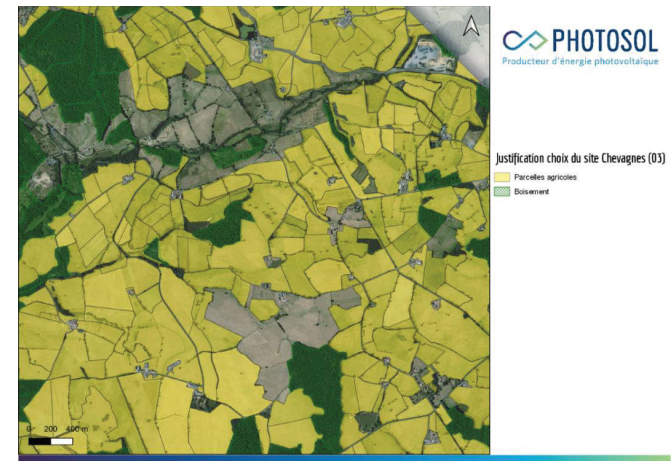 PHOTOSOL
Producteur d'énergie photovoltaïque
Justification choix du site Chevagnes (03)
Parcelles agricoles
Boisement
0 200 400 m